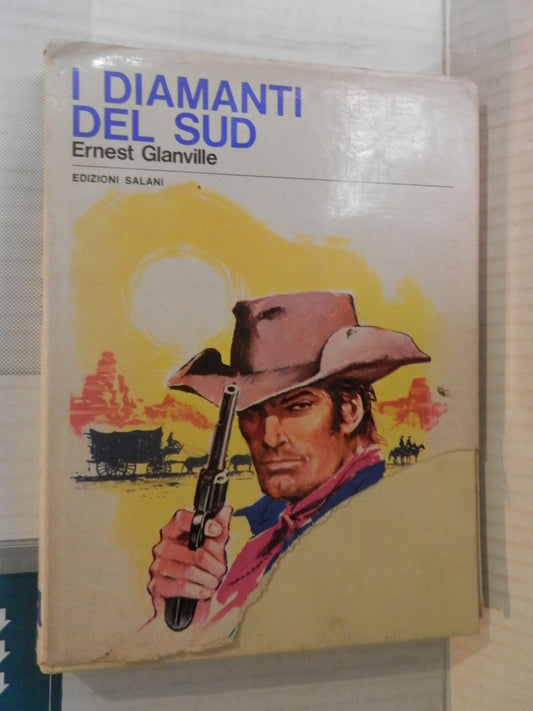 I DIAMANTI
DEL SUD
Ernest Glanville
EDIZIONI SALANI